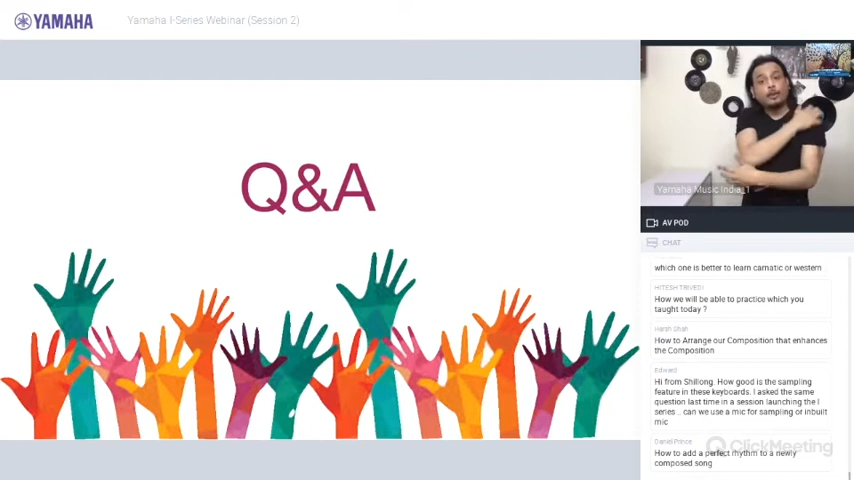 YAMAHA
Yamaha I-Series Webinar (Session 2)
Q&A
Yamaha Music India_1
AV POD
CHAT
which one is better to learn carnatic or western
HITESH TRIVEDI
How we will be able to practice which you
taught today ?
Harsh Shah
How to Arrange our Composition that enhances
the Composition
Edward
Hi from Shillong. How good is the sampling
feature in these keyboards. I asked the same
question last time in a session launching the I
series .. can we use a mic for sampling or inbuilt
mic
Daniel Prince
How to add a perfect rhythm to a newly
composed song
ClickMeeting